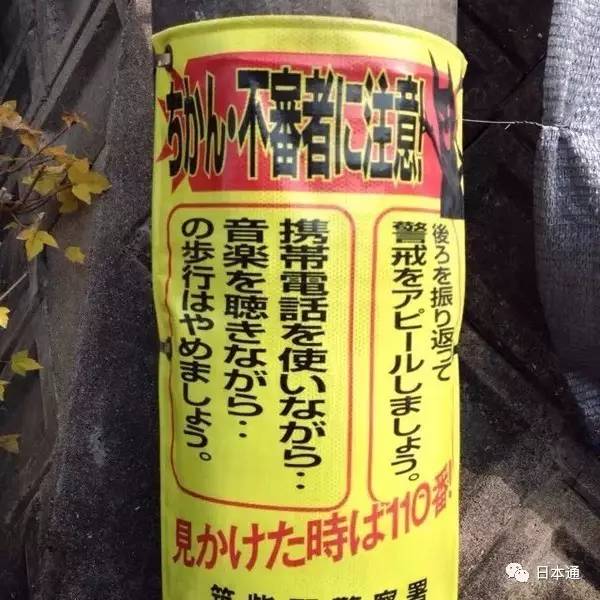 ちかん・不審者に注意!
後ろを振り返って
警戒をアピールしましょう。
携帯電話を使いながら‥
音楽を聴きながら‥
の歩行はやめましょう。
見かけた時は110番!
日本通